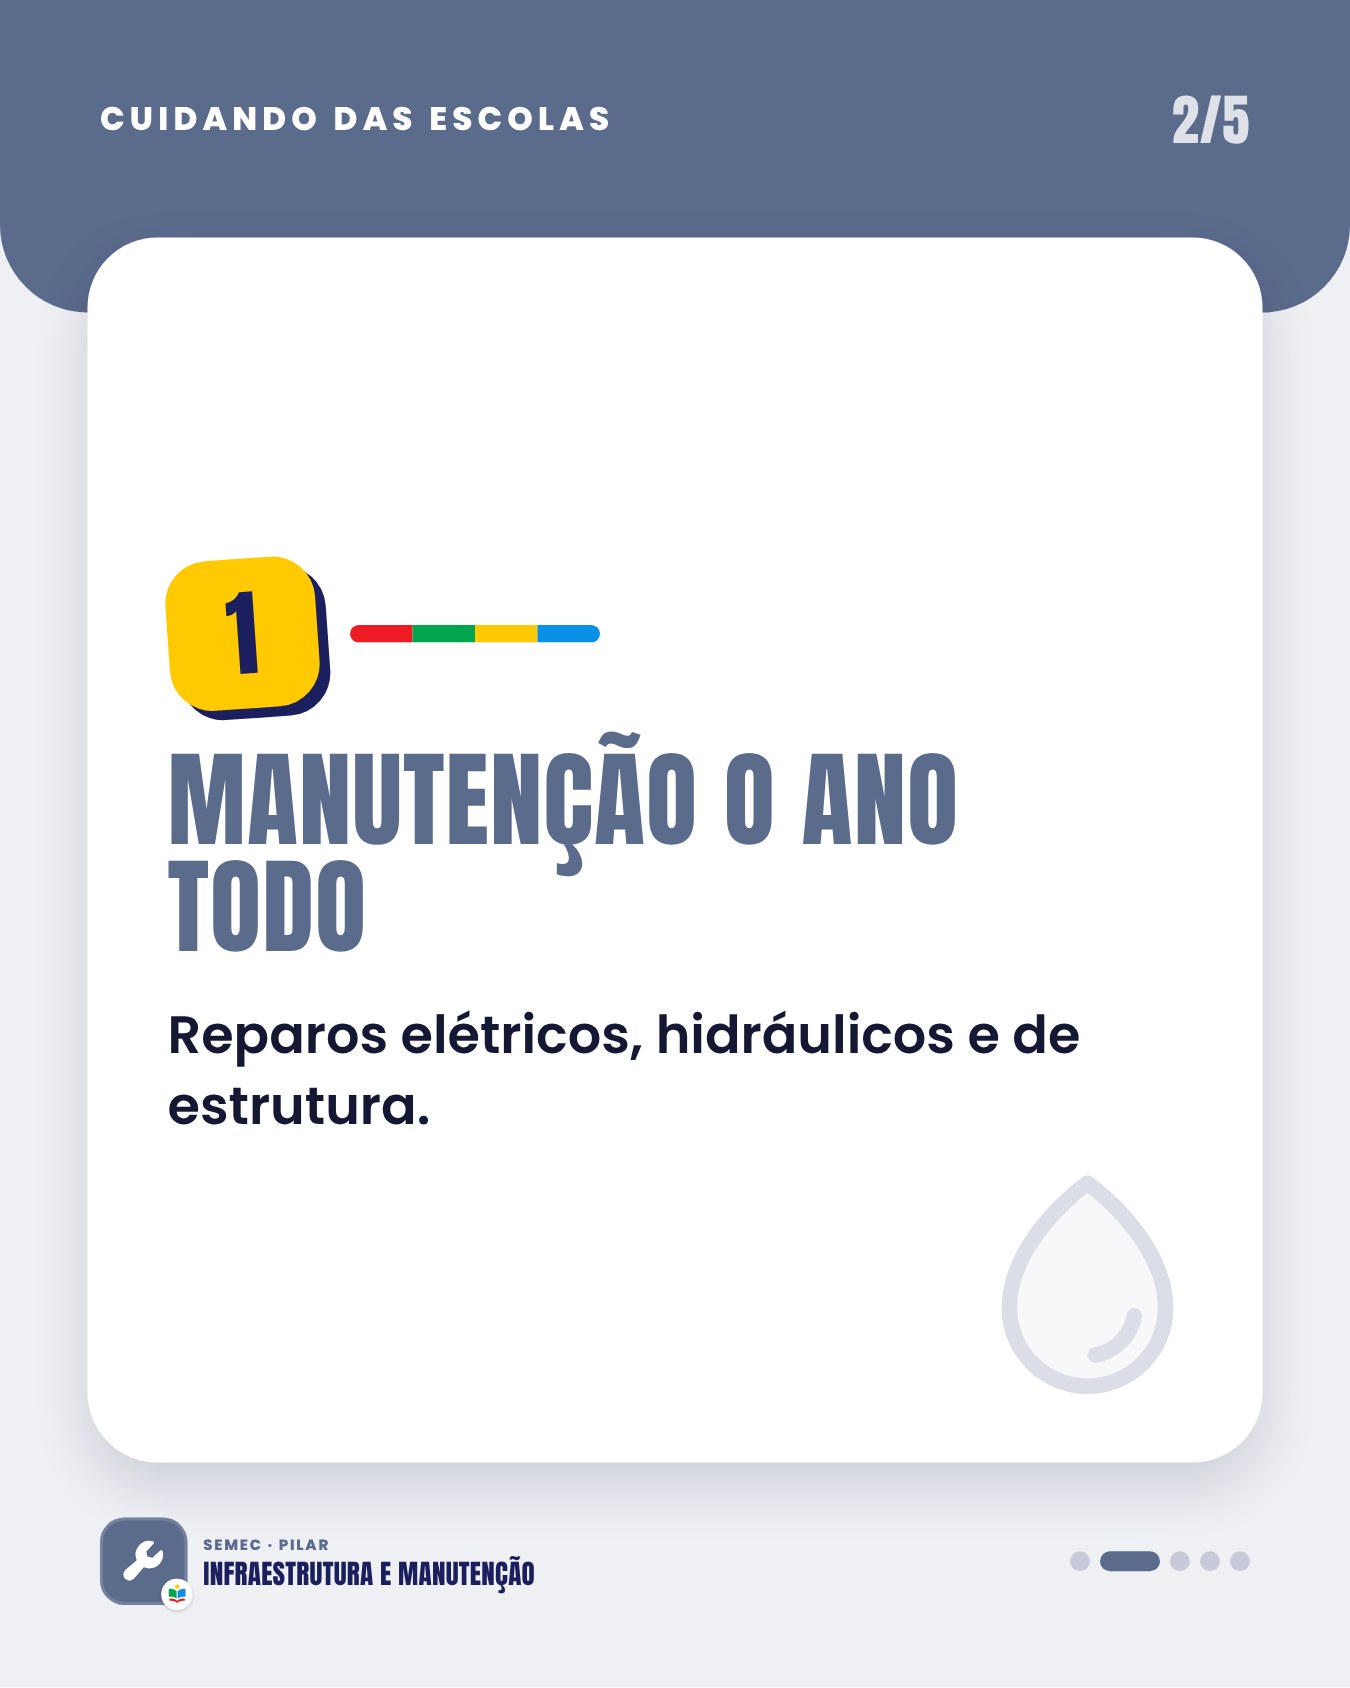 CUIDANDO DAS ESCOLAS
2/5
1
MANUTENÇÃO O ANO
TODO
Reparos elétricos, hidráulicos e de
estrutura.
SEMEC · PILAR
INFRAESTRUTURA E MANUTENÇÃO